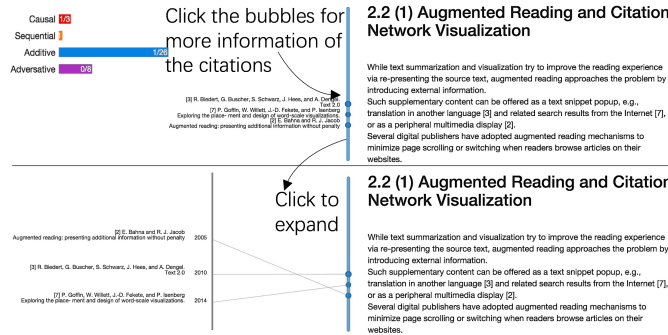 Causal 1/3
Sequential
Additive 1/26
Adversative 0/8
Click the bubbles for
more information of
the citations
[3] R. Biedert, G. Buscher, S. Schwarz, J. Hees, and A. Dengel.
Text 2.0
[7] P. Goffin, W. Willett, J.-D. Fekete, and P. Isenberg
Exploring the place- ment and design of word-scale visualizations.
[2] E. Bahna and R. J. Jacob
Augmented reading: presenting additional information without penalty
2.2 (1) Augmented Reading and Citation
Network Visualization
While text summarization and visualization try to improve the reading experience
via re-presenting the source text, augmented reading approaches the problem by
introducing external information.
Such supplementary content can be offered as a text snippet popup, e.g.,
translation in another language [3] and related search results from the Internet [7],
or as a peripheral multimedia display [2].
Several digital publishers have adopted augmented reading mechanisms to
minimize page scrolling or switching when readers browse articles on their
websites.
Click to
expand
[2] E. Bahna and R. J. Jacob
Augmented reading: presenting additional information without penalty
2005
[3] R. Biedert, G. Buscher, S. Schwarz, J. Hees, and A. Dengel.
Text 2.0
2010
[7] P. Goffin, W. Willett, J.-D. Fekete, and P. Isenberg
Exploring the place- ment and design of word-scale visualizations.
2014
2.2 (1) Augmented Reading and Citation
Network Visualization
While text summarization and visualization try to improve the reading experience
via re-presenting the source text, augmented reading approaches the problem by
introducing external information.
Such supplementary content can be offered as a text snippet popup, e.g.,
translation in another language [3] and related search results from the Internet [7],
or as a peripheral multimedia display [2].
Several digital publishers have adopted augmented reading mechanisms to
minimize page scrolling or switching when readers browse articles on their
websites.